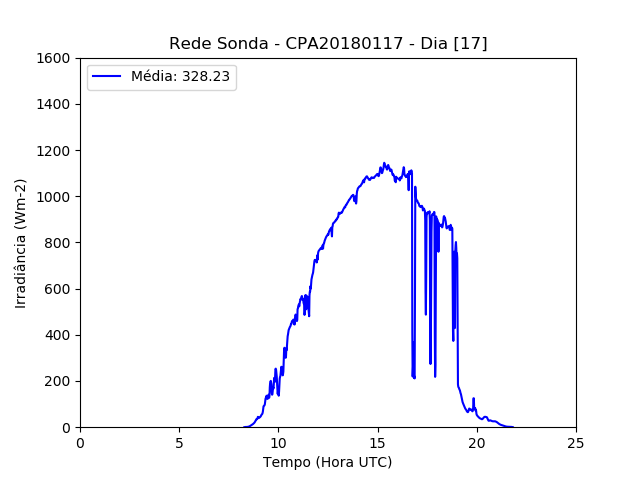 Rede Sonda - CPA20180117 - Dia [17]
Média: 328.23
1600
1400
1200
1000
800
600
400
200
0
Irradiância (Wm-2)
0 5 10 15 20 25
Tempo (Hora UTC)